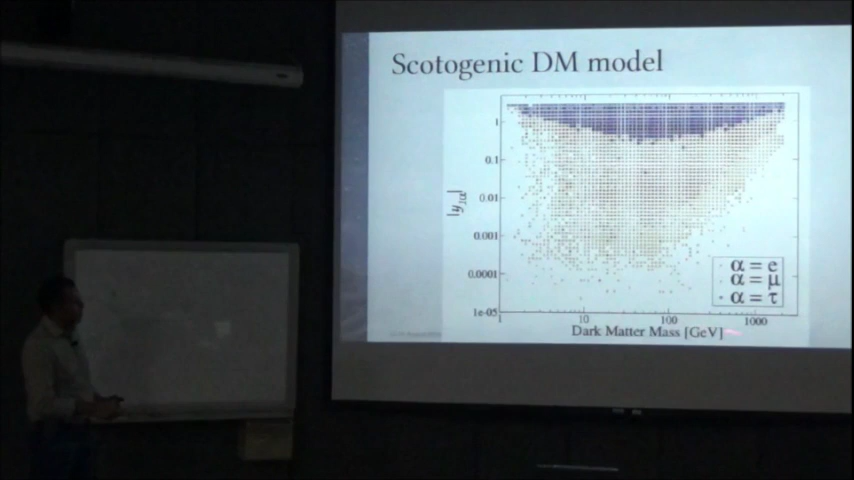 Scotogenic DM model
|y1α|
1
0.1
0.01
0.001
0.0001
1e-05
1
10
100
1000
Dark Matter Mass [GeV]
α = e
α = μ
α = τ